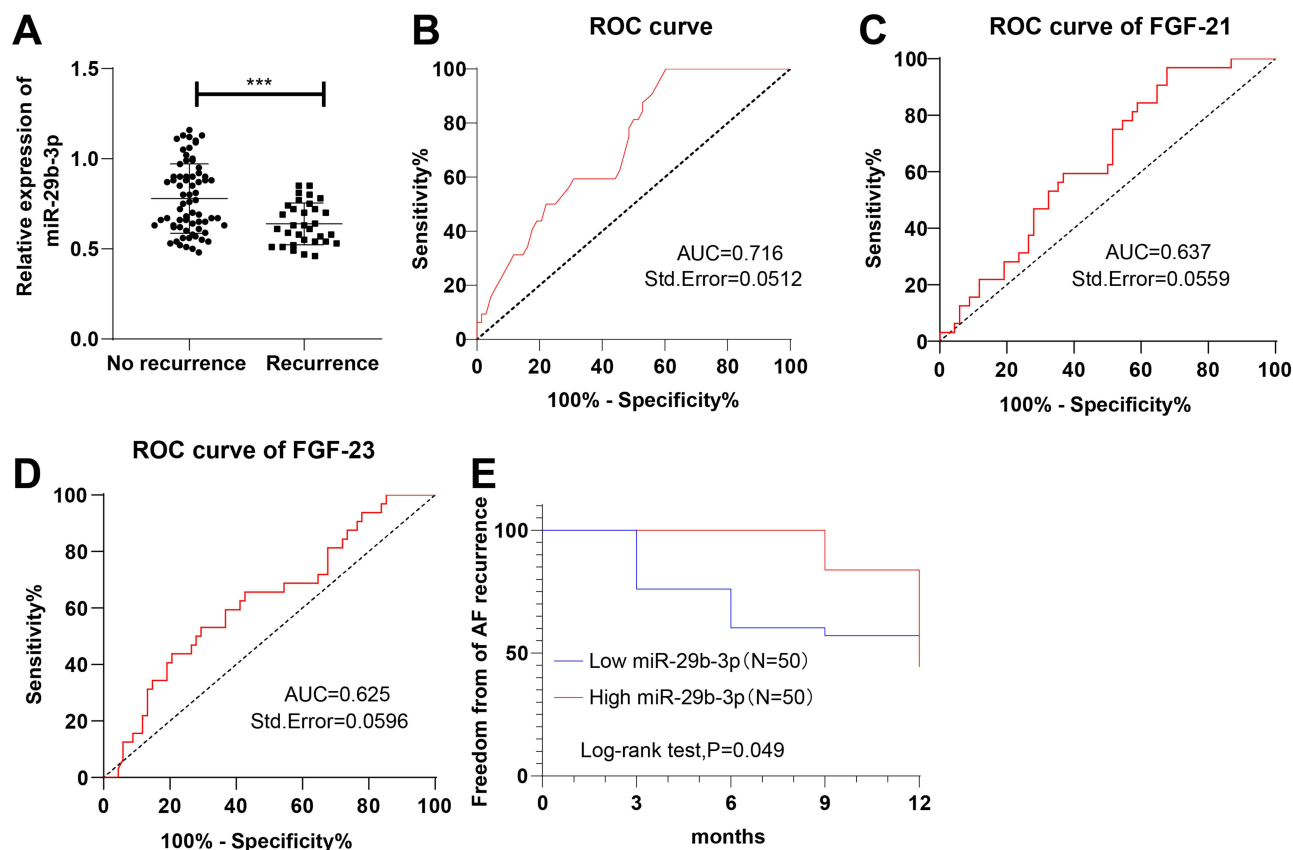 A
Relative expression of
miR-29b-3p
1.5
1.0
0.5
0.0
***
No recurrence
Recurrence
B
ROC curve
Sensitivity%
100
80
60
40
20
0
AUC=0.716
Std.Error=0.0512
0 20 40 60 80 100
100% - Specificity%
C
ROC curve of FGF-21
Sensitivity%
100
80
60
40
20
0
AUC=0.637
Std.Error=0.0559
0 20 40 60 80 100
100% - Specificity%
D
ROC curve of FGF-23
Sensitivity%
100
80
60
40
20
0
AUC=0.625
Std.Error=0.0596
0 20 40 60 80 100
100% - Specificity%
E
Freedom from of AF recurrence
100
50
0
Low miR-29b-3p（N=50）
High miR-29b-3p（N=50）
Log-rank test,P=0.049
0 3 6 9 12
months